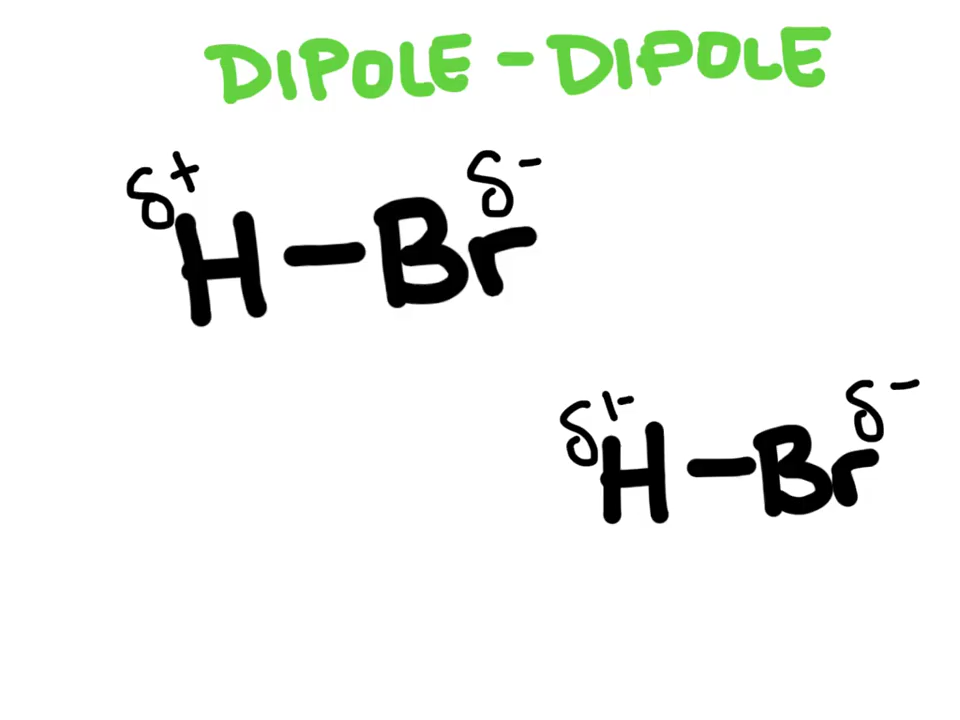 DIPOLE - DIPOLE
δ+ H - Br δ-
δ+ H - Br δ-